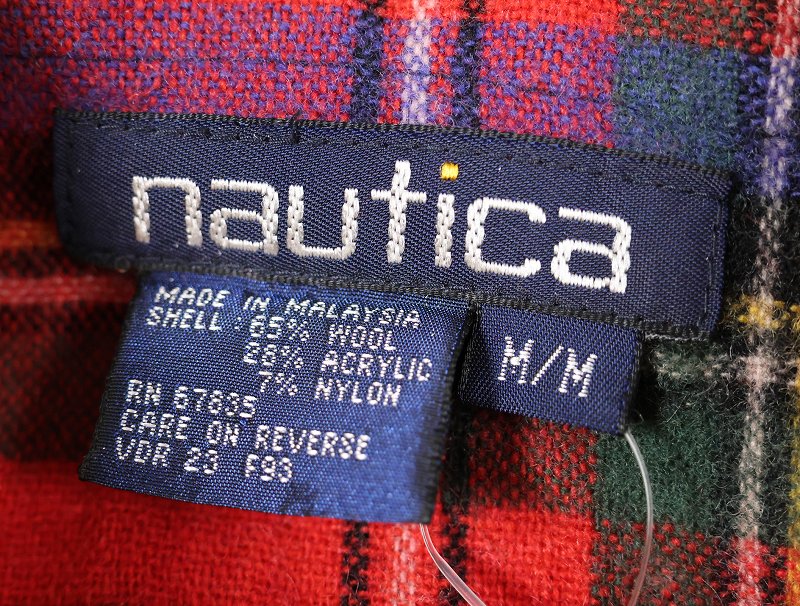 nautica
MADE IN MALAYSIA
SHELL : 65% WOOL
28% ACRYLIC
7% NYLON
RN 67835
CARE ON REVERSE
VDR 23 F93
M/M